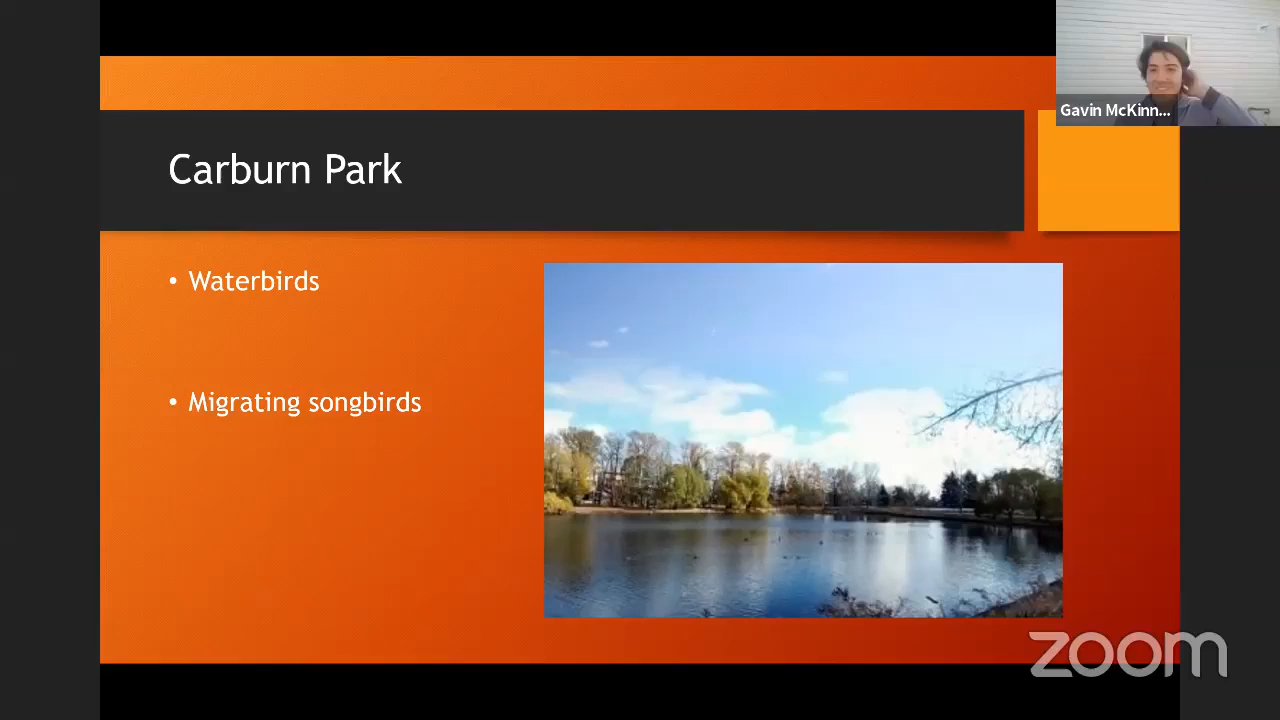 Gavin McKinn...
Carburn Park
• Waterbirds
• Migrating songbirds
zoom